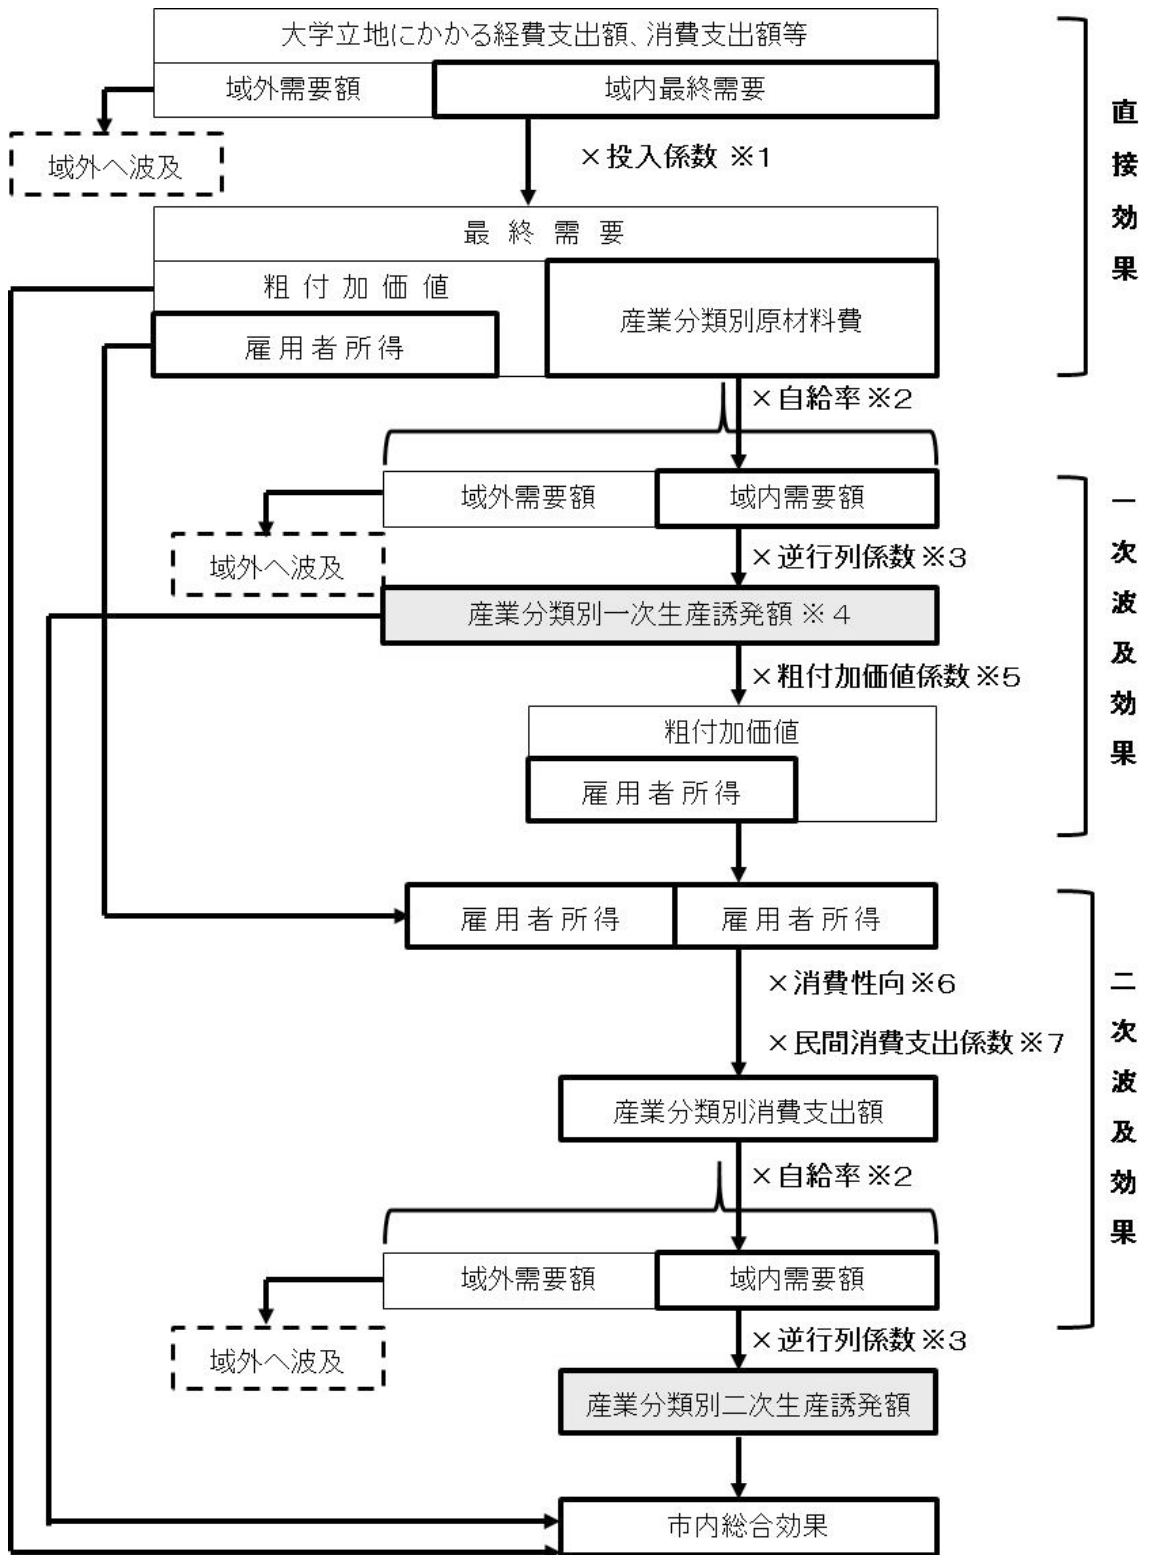 大学立地にかかる経費支出額、消費支出額等
域外需要額
域内最終需要
域外へ波及
×投入係数 ※1
直接効果
最終需要
粗付加価値
産業分類別原材料費
雇用者所得
×自給率※2
域外需要額
域内需要額
域外へ波及
×逆行列係数※3
産業分類別一次生産誘発額※４
×粗付加価値係数※5
一次波及効果
粗付加価値
雇用者所得
雇用者所得
雇用者所得
×消費性向※6
×民間消費支出係数※7
二次波及効果
産業分類別消費支出額
×自給率※2
域外需要額
域内需要額
域外へ波及
×逆行列係数※3
産業分類別二次生産誘発額
市内総合効果